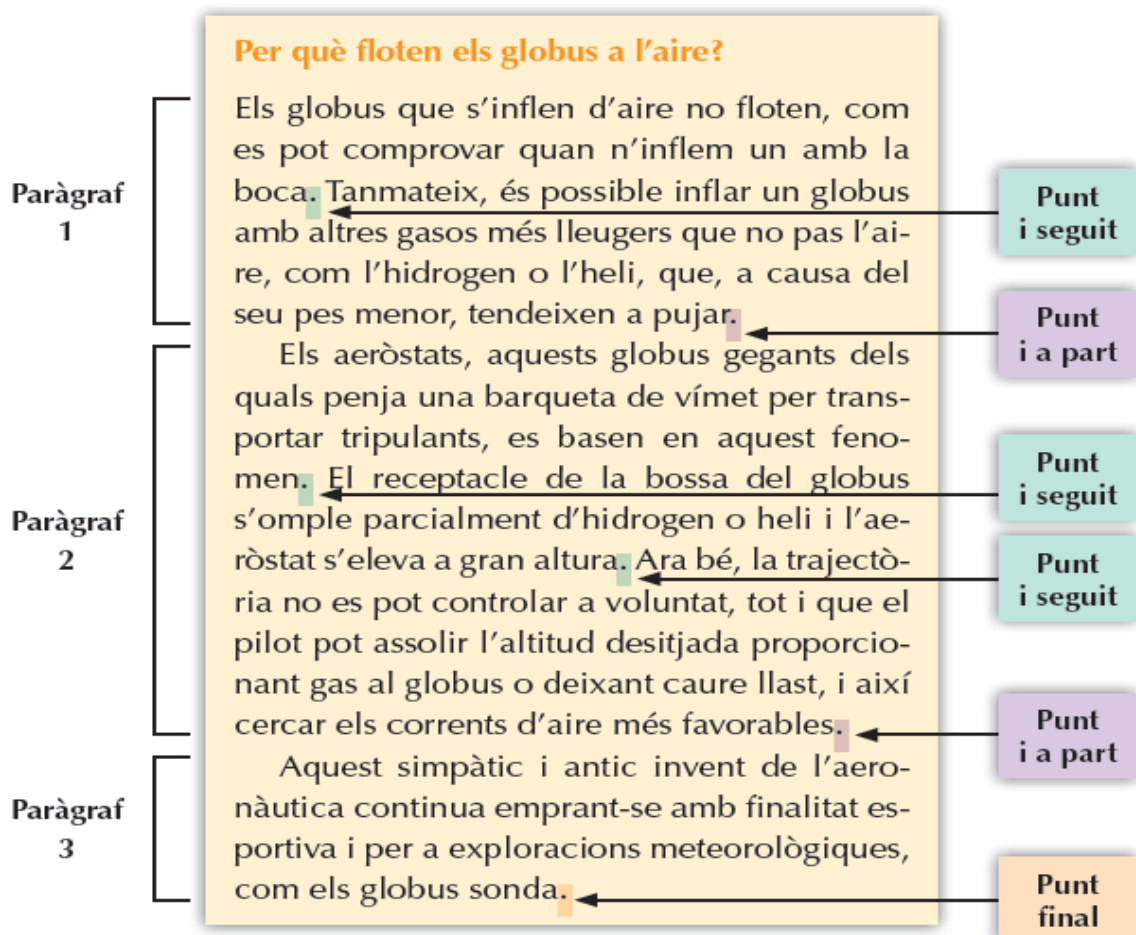 Per què floten els globus a l'aire?
Els globus que s'inflen d'aire no floten, com
es pot comprovar quan n'inflem un amb la
boca. Tanmateix, és possible inflar un globus
amb altres gasos més lleugers que no pas l'ai-
re, com l'hidrogen o l'heli, que, a causa del
seu pes menor, tendeixen a pujar.
Els aeròstats, aquests globus gegants dels
quals penja una barqueta de vímet per trans-
portar tripulants, es basen en aquest feno-
men. El receptacle de la bossa del globus
s'omple parcialment d'hidrogen o heli i l'ae-
ròstat s'eleva a gran altura. Ara bé, la trajectò-
ria no es pot controlar a voluntat, tot i que el
pilot pot assolir l'altitud desitjada proporcio-
nant gas al globus o deixant caure llast, i així
cercar els corrents d'aire més favorables.
Aquest simpàtic i antic invent de l'aero-
nàutica continua emprant-se amb finalitat es-
portiva i per a exploracions meteorològiques,
com els globus sonda.
Paràgraf
1
Paràgraf
2
Paràgraf
3
Punt
i seguit
Punt
i a part
Punt
i seguit
Punt
i seguit
Punt
i a part
Punt
final